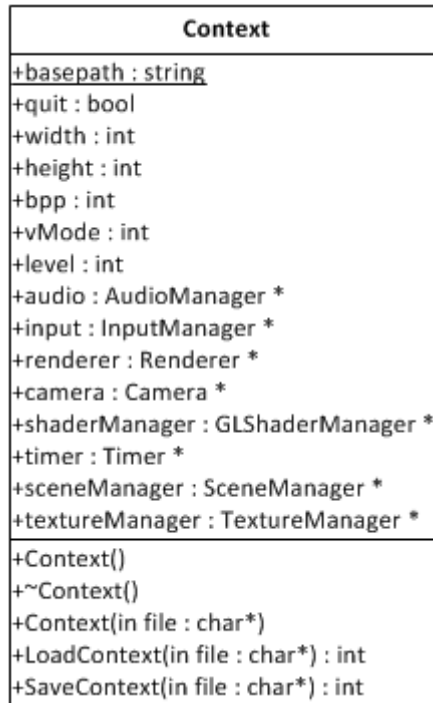 Context
+basepath : string
+quit : bool
+width : int
+height : int
+bpp : int
+vMode : int
+level : int
+audio : AudioManager *
+input : InputManager *
+renderer : Renderer *
+camera : Camera *
+shaderManager : GLShaderManager *
+timer : Timer *
+sceneManager : SceneManager *
+textureManager : TextureManager *
+Context()
+~Context()
+Context(in file : char*)
+LoadContext(in file : char*) : int
+SaveContext(in file : char*) : int